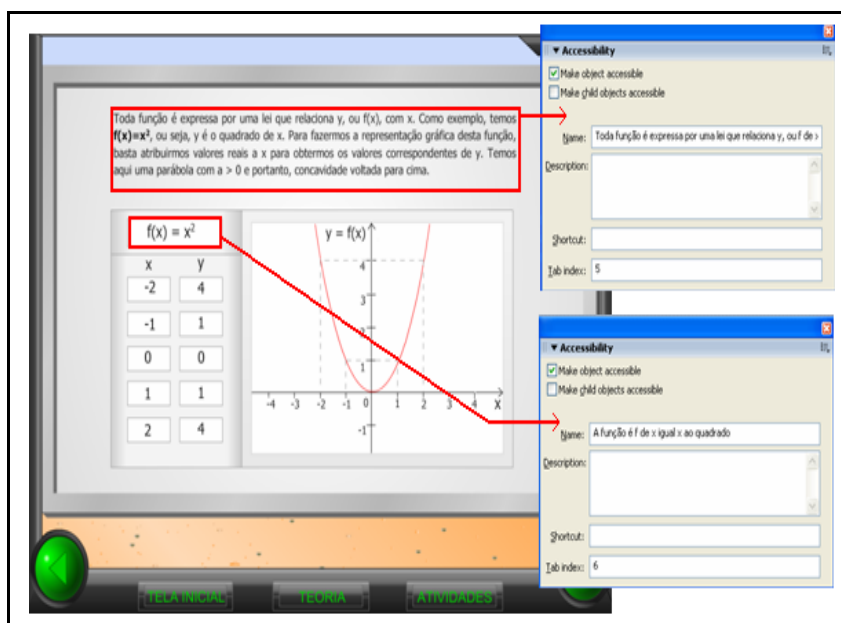 Toda função é expressa por uma lei que relaciona y, ou f(x), com x. Como exemplo, temos
f(x)=x², ou seja, y é o quadrado de x. Para fazermos a representação gráfica desta função,
basta atribuirmos valores reais a x para obtermos os valores correspondentes de y. Temos
aqui uma parábola com a > 0 e portanto, concavidade voltada para cima.
f(x) = x²
x y
-2 4
-1 1
0 0
1 1
2 4
y = f(x)
4
3
2
1
-4 -3 -2 -1 0 1 2 3 4 X
-1
TELA INICIAL TEORIA ATIVIDADES
Accessibility
Make object accessible
Make child objects accessible
Name: Toda função é expressa por uma lei que relaciona y, ou f de x
Description:
Shortcut:
Tab index: 5
Accessibility
Make object accessible
Make child objects accessible
Name: A função é f de x igual x ao quadrado
Description:
Shortcut:
Tab index: 6